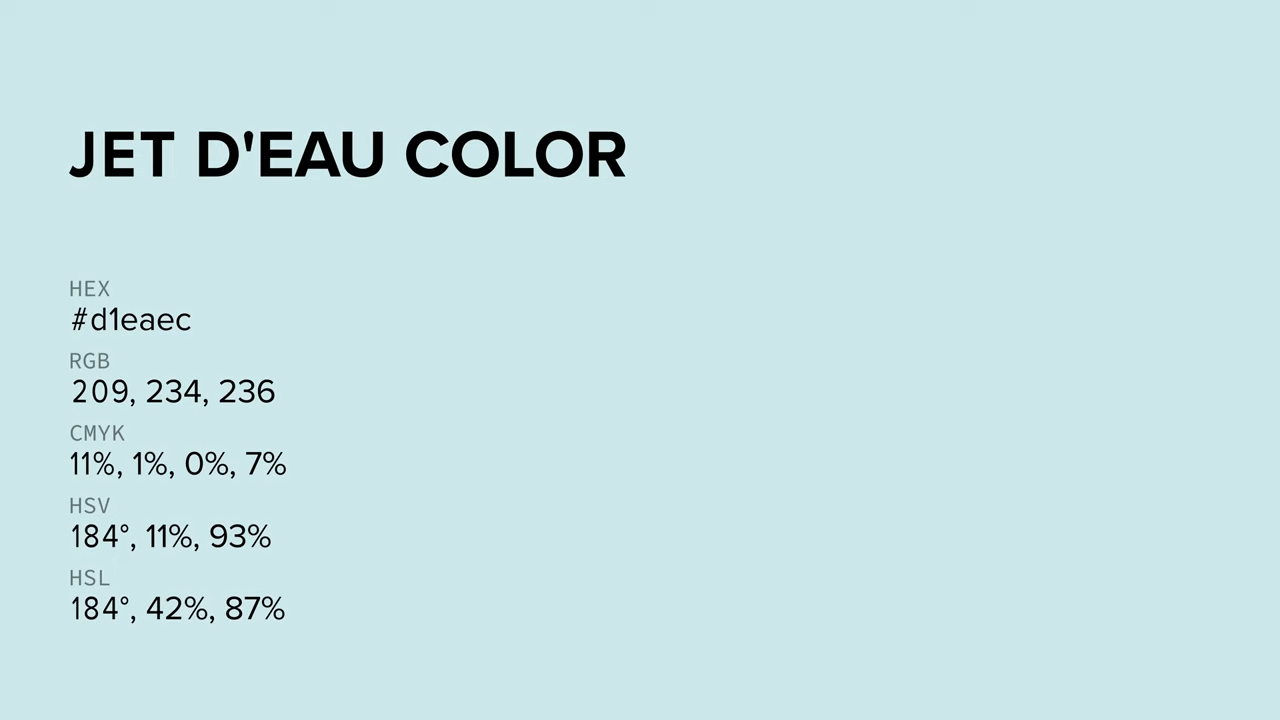 JET D'EAU COLOR
HEX
#d1eaec
RGB
209, 234, 236
CMYK
11%, 1%, 0%, 7%
HSV
184°, 11%, 93%
HSL
184°, 42%, 87%